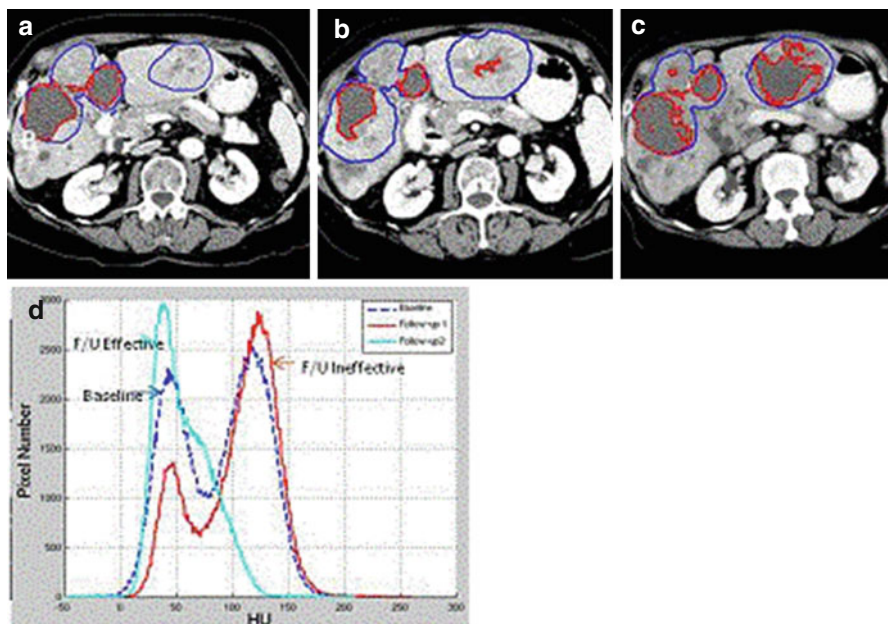 a
b
c
d
Baseline
Follow-up 1
Follow-up2
F/U Effective
F/U Ineffective
Baseline
Pixel Number
3000
2500
2000
1500
1000
500
0
-50
0
50
100
150
200
250
300
HU